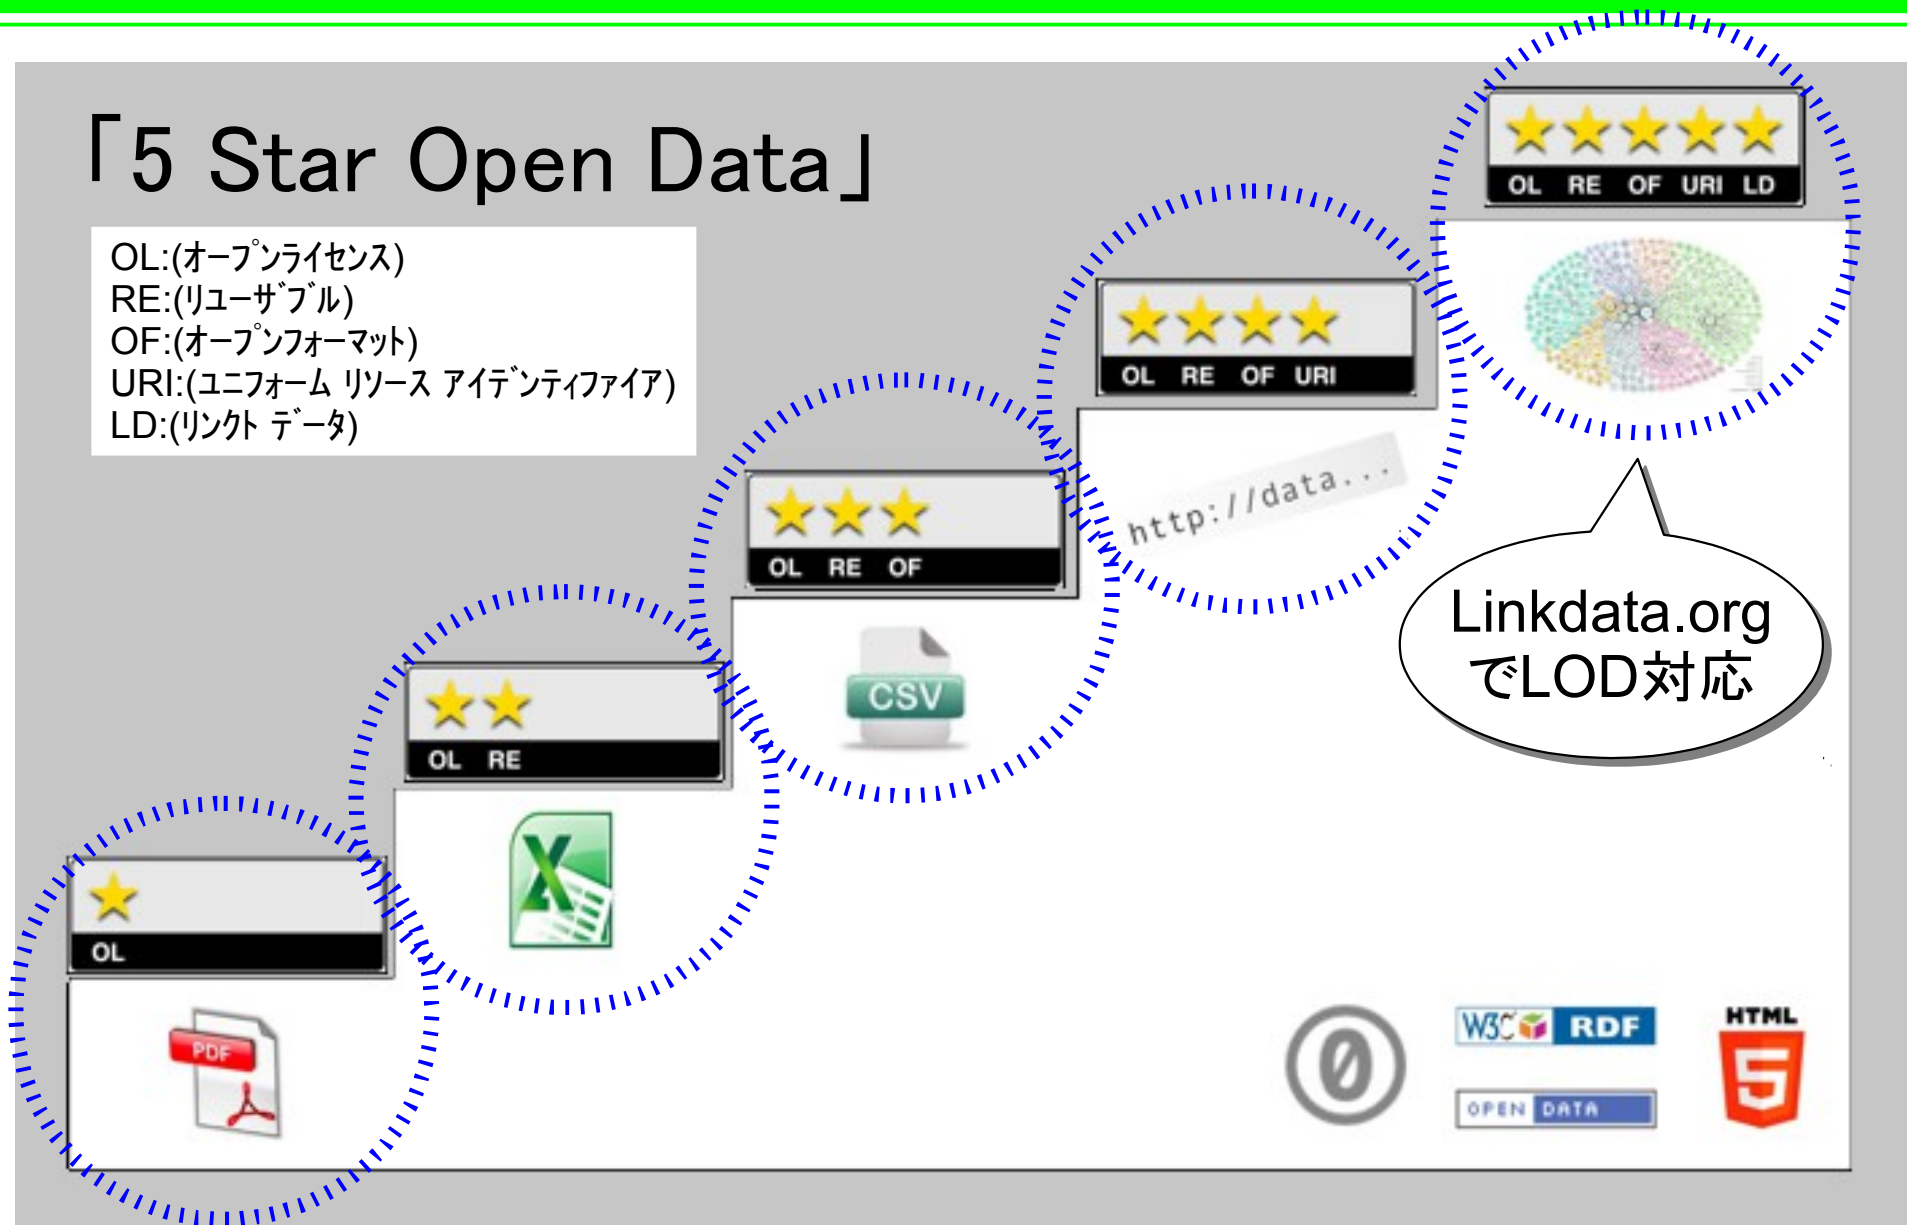 「5 Star Open Data」
OL:(オープンライセンス)
RE:(リユーザブル)
OF:(オープンフォーマット)
URI:(ユニフォーム リソース アイデンティファイア)
LD:(リンクト データ)
OL RE OF URI LD
OL RE OF URI
http://data...
OL RE OF
CSV
Linkdata.org
でLOD対応
OL RE
OL
PDF
0
W3C RDF
OPEN DATA
HTML
5